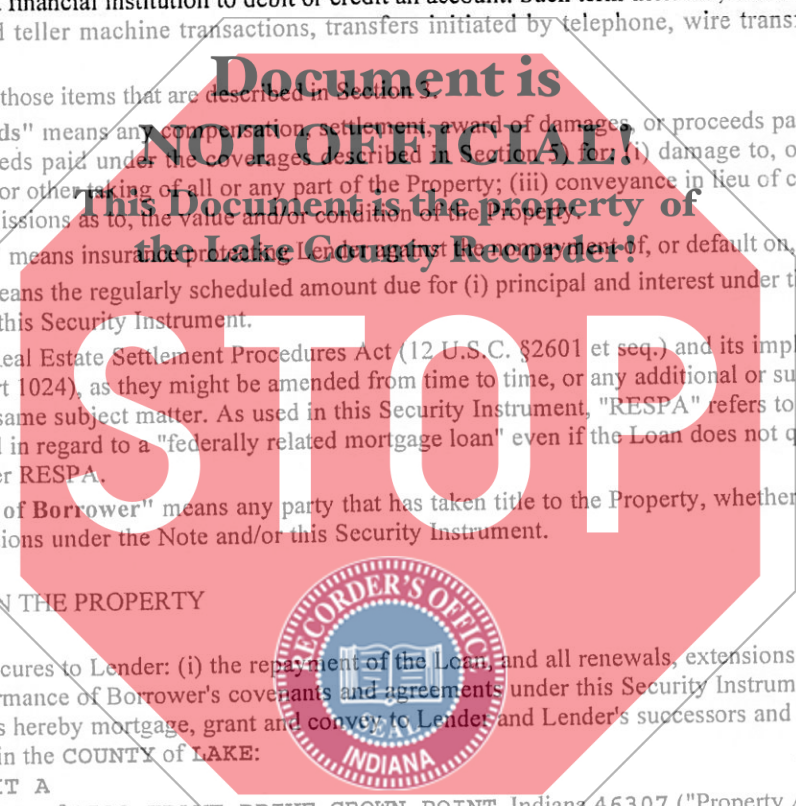 financial institution to debit or credit an account. Such term
teller machine transactions, transfers initiated by telephone, wire
Document is
those items that are described in Section 3.
NOT OFFICIAL!
ds" means any compensation, settlement, award of damages, or proceeds
eds paid under the coverages described in Section 5) for: (i) damage to, o
or other taking of all or any part of the Property; (iii) conveyance in lieu of c
This Document is the property of
issions as to, the value and/or condition of the Property.
the Lake County Recorder!
means insurance protecting Lender against the nonpayment of, or default on,
eans the regularly scheduled amount due for (i) principal and interest under
this Security Instrument.
STOP
eal Estate Settlement Procedures Act (12 U.S.C. §2601 et seq.) and its impl
rt 1024), as they might be amended from time to time, or any additional or su
same subject matter. As used in this Security Instrument, "RESPA" refers to
in regard to a "federally related mortgage loan" even if the Loan does not q
er RESPA.
of Borrower" means any party that has taken title to the Property, whether
ions under the Note and/or this Security Instrument.
N THE PROPERTY
RECORDER'S OFFICE
cures to Lender: (i) the repayment of the Loan, and all renewals, extensions
rmance of Borrower's covenants and agreements under this Security Instrum
s hereby mortgage, grant and convey to Lender and Lender's successors and
SEAL
in the COUNTY of LAKE:
INDIANA
IT A
DRIVE, CROWN POINT, Indiana 46307 ("Property